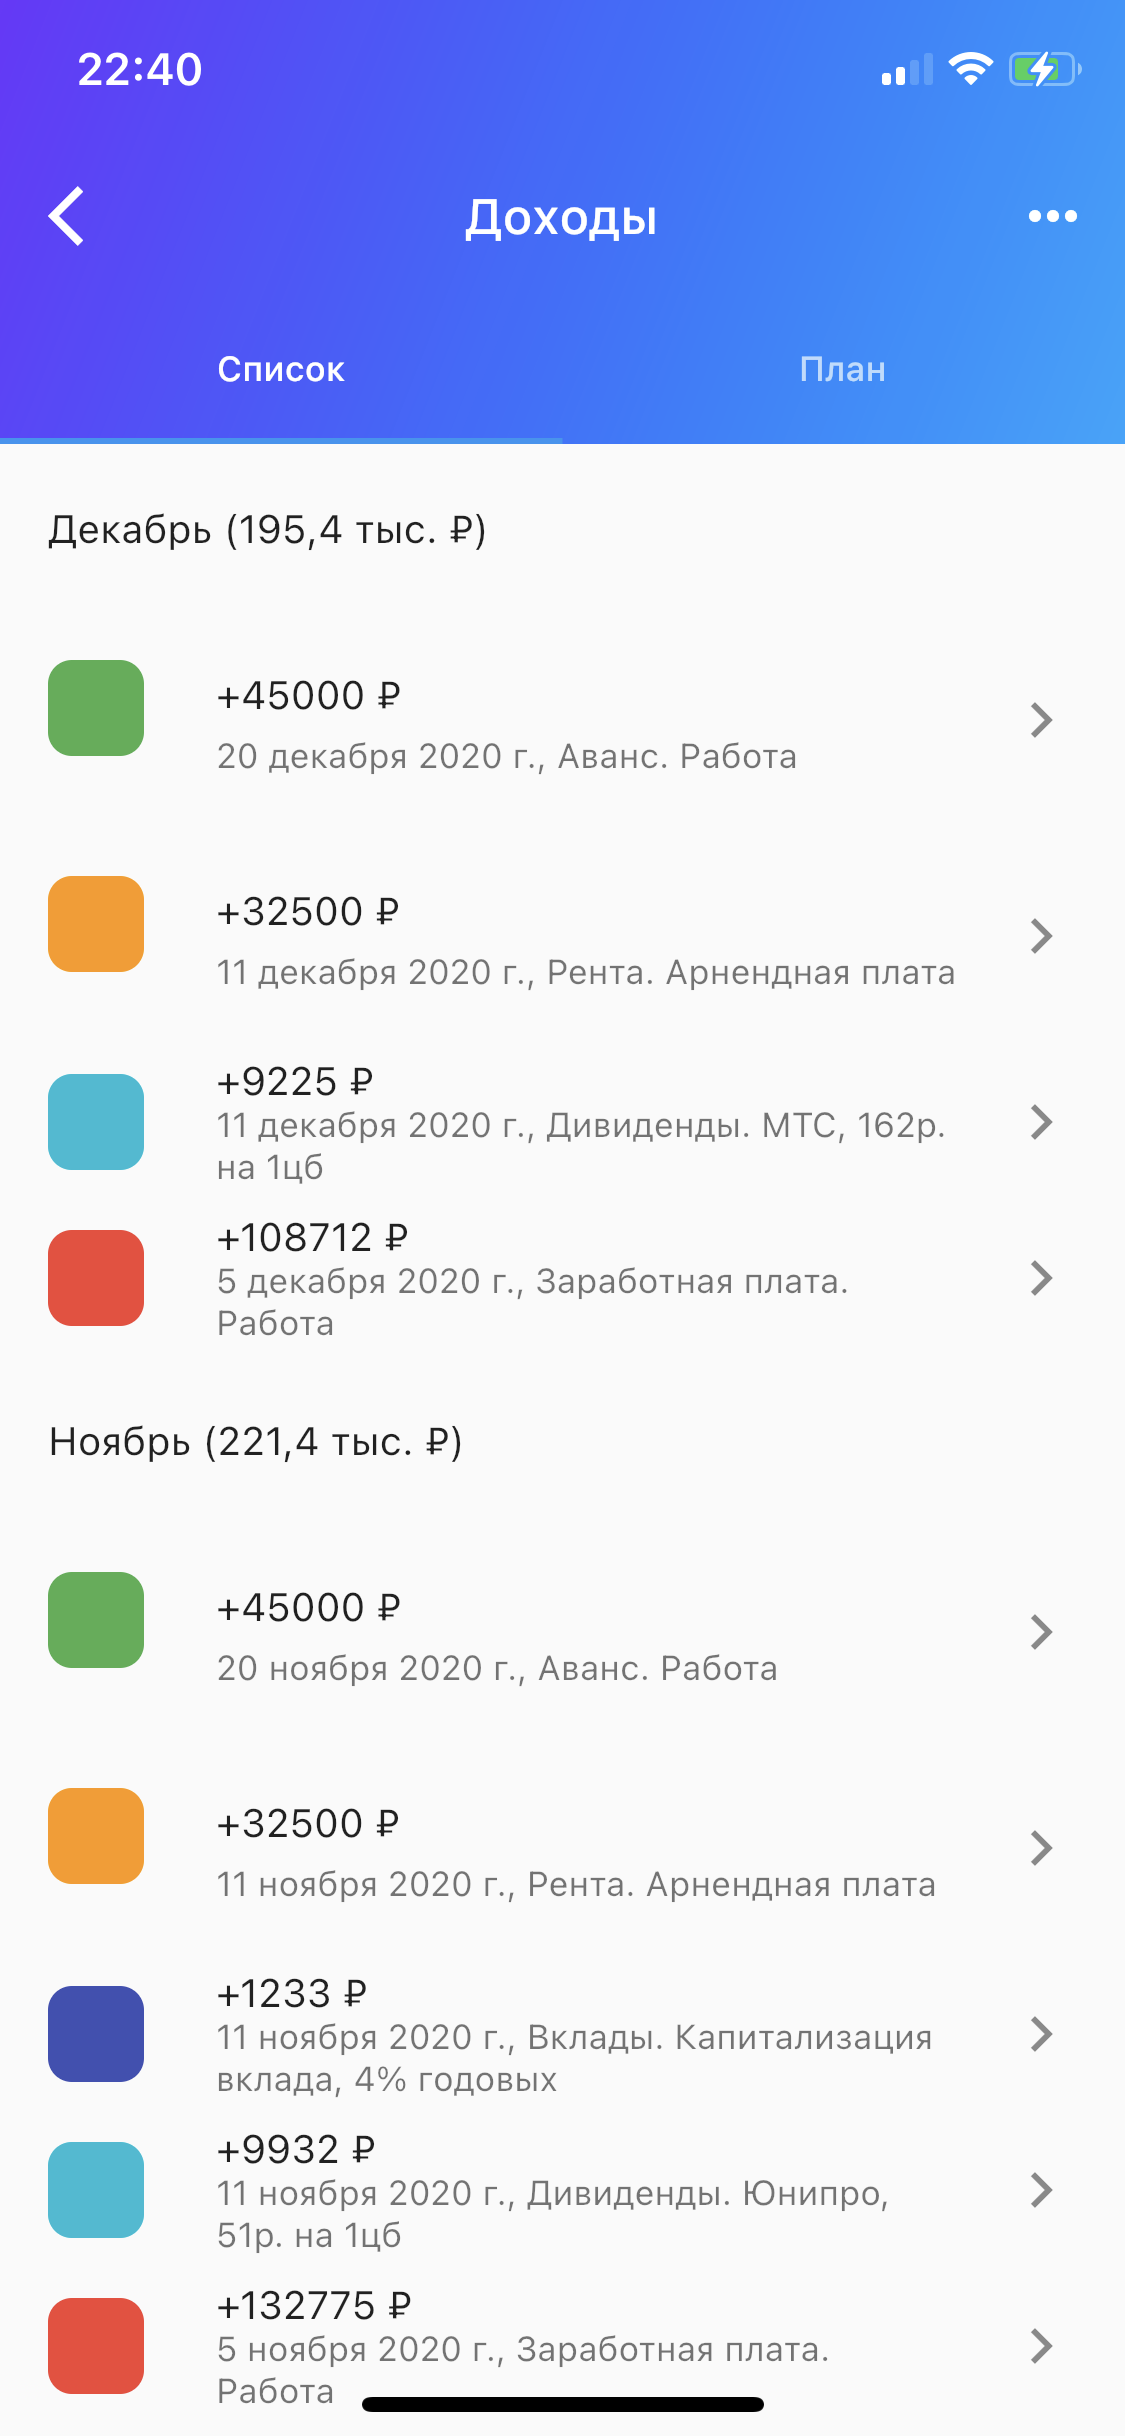 22:40
Доходы
Список
План
Декабрь (195,4 тыс. ₽)
+45000 ₽
20 декабря 2020 г., Аванс. Работа
+32500 ₽
11 декабря 2020 г., Рента. Арнендная плата
+9225 ₽
11 декабря 2020 г., Дивиденды. МТС, 162р.
на 1цб
+108712 ₽
5 декабря 2020 г., Заработная плата.
Работа
Ноябрь (221,4 тыс. ₽)
+45000 ₽
20 ноября 2020 г., Аванс. Работа
+32500 ₽
11 ноября 2020 г., Рента. Арнендная плата
+1233 ₽
11 ноября 2020 г., Вклады. Капитализация
вклада, 4% годовых
+9932 ₽
11 ноября 2020 г., Дивиденды. Юнипро,
51р. на 1цб
+132775 ₽
5 ноября 2020 г., Заработная плата.
Работа